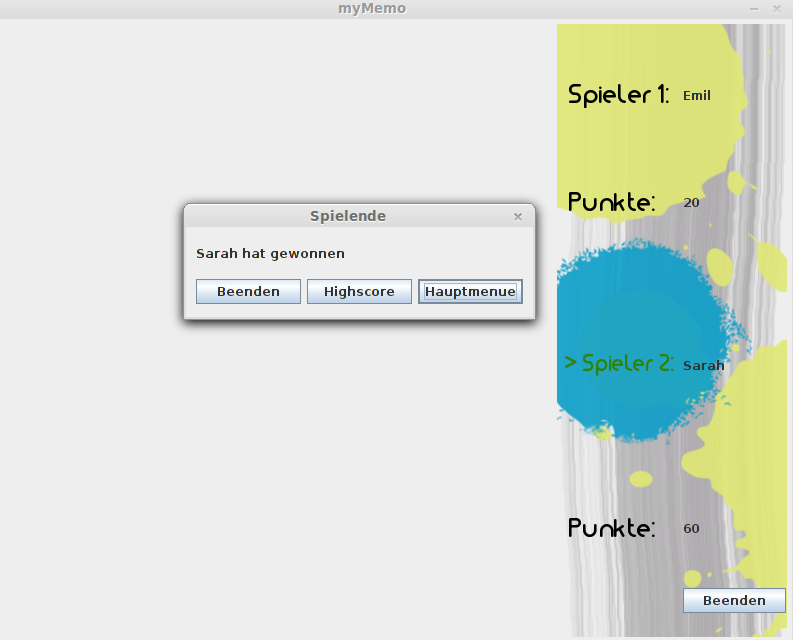 myMemo
Spieler 1: Emil
Punkte: 20
Spielende
Sarah hat gewonnen
Beenden Highscore Hauptmenue
> Spieler 2: Sarah
Punkte: 60
Beenden